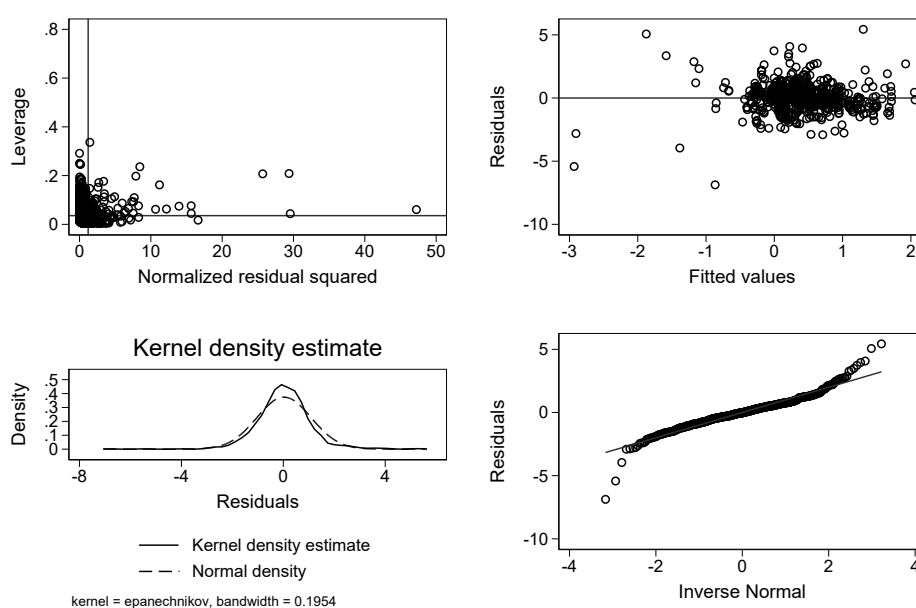 Leverage
.8
.6
.4
.2
0
0 10 20 30 40 50
Normalized residual squared
Residuals
5
0
-5
-10
-3 -2 -1 0 1 2
Fitted values
Kernel density estimate
Density
.5
.4
.3
.2
.1
0
-8 -4 0 4
Residuals
Kernel density estimate
Normal density
kernel = epanechnikov, bandwidth = 0.1954
Residuals
5
0
-5
-10
-4 -2 0 2 4
Inverse Normal